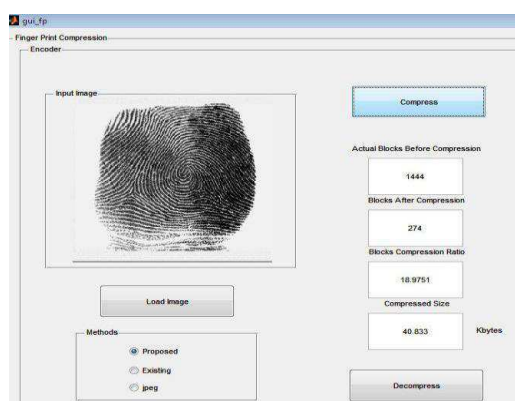 gui_fp
Finger Print Compression
Encoder
Input Image
Load Image
Methods
Proposed
Existing
jpeg
Compress
Actual Blocks Before Compression
1444
Blocks After Compression
274
Blocks Compression Ratio
18.9751
Compressed Size
40.833 Kbytes
Decompress